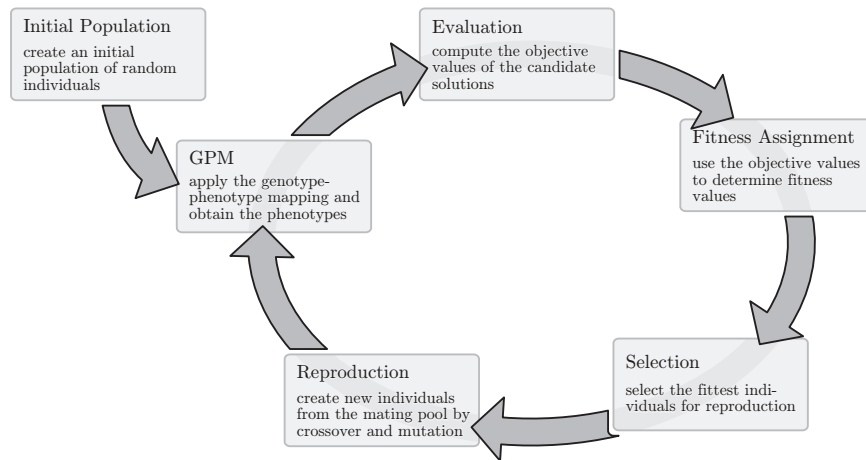 Initial Population
create an initial
population of random
individuals
Evaluation
compute the objective
values of the candidate
solutions
GPM
apply the genotype-
phenotype mapping and
obtain the phenotypes
Fitness Assignment
use the objective values
to determine fitness
values
Reproduction
create new individuals
from the mating pool by
crossover and mutation
Selection
select the fittest indi-
viduals for reproduction